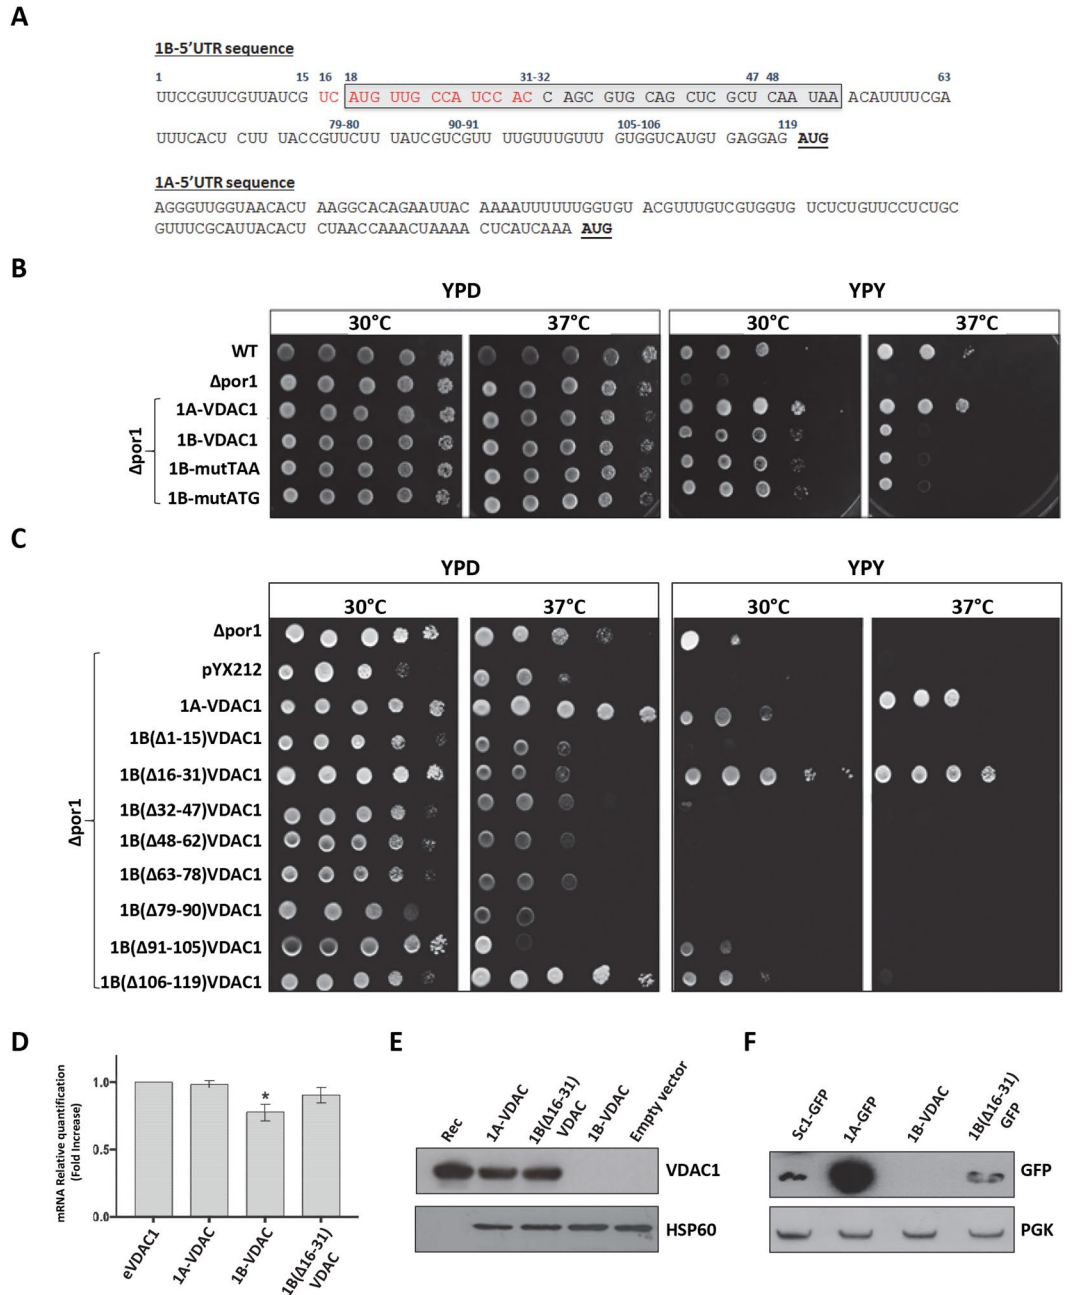 A
1B-5’UTR sequence
1 15 16 18 31-32 47 48 63
UUCCGUUCGUUAUCG UC AUG UUG CCA UCC AC C AGC GUG CAG CUC GCU CAA UAA ACAUUUUCGA
79-80 90-91 105-106 119
UUUCACU CUU UACCGUUCUU UAUCGUCGUU UUGUUUGUUU GUGGUCAUGU GAGGAG AUG
1A-5’UTR sequence
AGGGUUGGUAACACU AAGGCACAGAAUUAC AAAAUUUUUUGGUGU ACGUUUGUCGUGGUG UCUCUGUUCCUCUGC
GUUUCGCAUUACACU CUAACCAAACUAAAA CUCAUCAAA AUG
B
YPD YPY
30°C 37°C 30°C 37°C
WT
Δpor1
1A-VDAC1
1B-VDAC1
1B-mutTAA
1B-mutATG
Δpor1
C
YPD YPY
30°C 37°C 30°C 37°C
Δpor1
pYX212
1A-VDAC1
1B(Δ1-15)VDAC1
1B(Δ16-31)VDAC1
1B(Δ32-47)VDAC1
1B(Δ48-62)VDAC1
1B(Δ63-78)VDAC1
1B(Δ79-90)VDAC1
1B(Δ91-105)VDAC1
1B(Δ106-119)VDAC1
Δpor1
D
mRNA Relative quantification
(Fold Increase)
1.0
0.5
0.0
*
eVDAC1
1A-VDAC
1B-VDAC
1B(Δ16-31)
VDAC
E
Rec
1A-VDAC
1B(Δ16-31)
VDAC
1B-VDAC
Empty vector
VDAC1
HSP60
F
Sc1-GFP
1A-GFP
1B-VDAC
1B(Δ16-31)
GFP
GFP
PGK